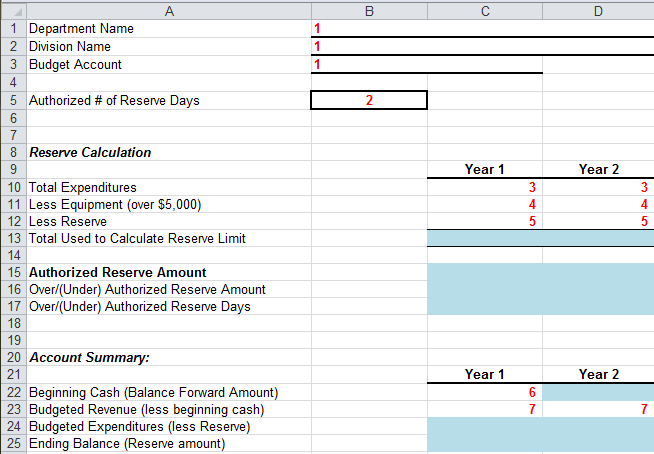 A B C D
1 Department Name 1
2 Division Name 1
3 Budget Account 1
4
5 Authorized # of Reserve Days 2
6
7
8 Reserve Calculation
9 Year 1 Year 2
10 Total Expenditures 3 3
11 Less Equipment (over $5,000) 4 4
12 Less Reserve 5 5
13 Total Used to Calculate Reserve Limit
14
15 Authorized Reserve Amount
16 Over/(Under) Authorized Reserve Amount
17 Over/(Under) Authorized Reserve Days
18
19
20 Account Summary:
21 Year 1 Year 2
22 Beginning Cash (Balance Forward Amount) 6
23 Budgeted Revenue (less beginning cash) 7 7
24 Budgeted Expenditures (less Reserve)
25 Ending Balance (Reserve amount)